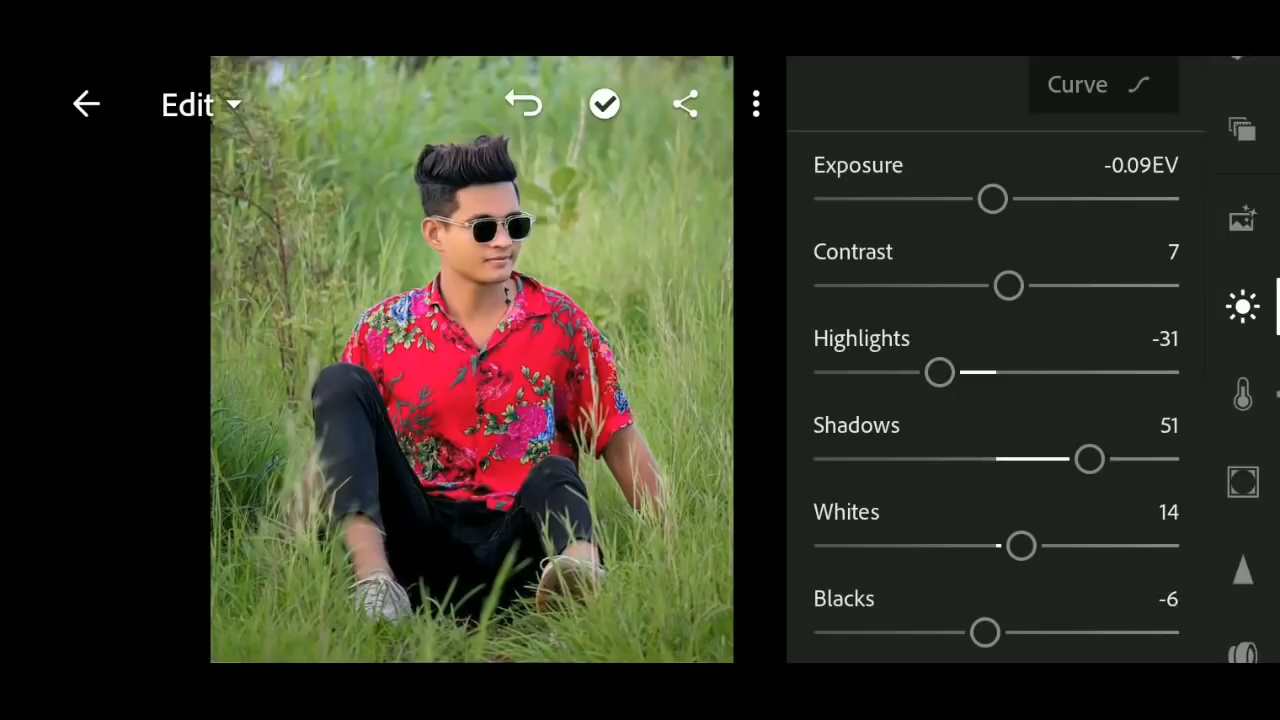 Edit
Curve
Exposure -0.09EV
Contrast 7
Highlights -31
Shadows 51
Whites 14
Blacks -6